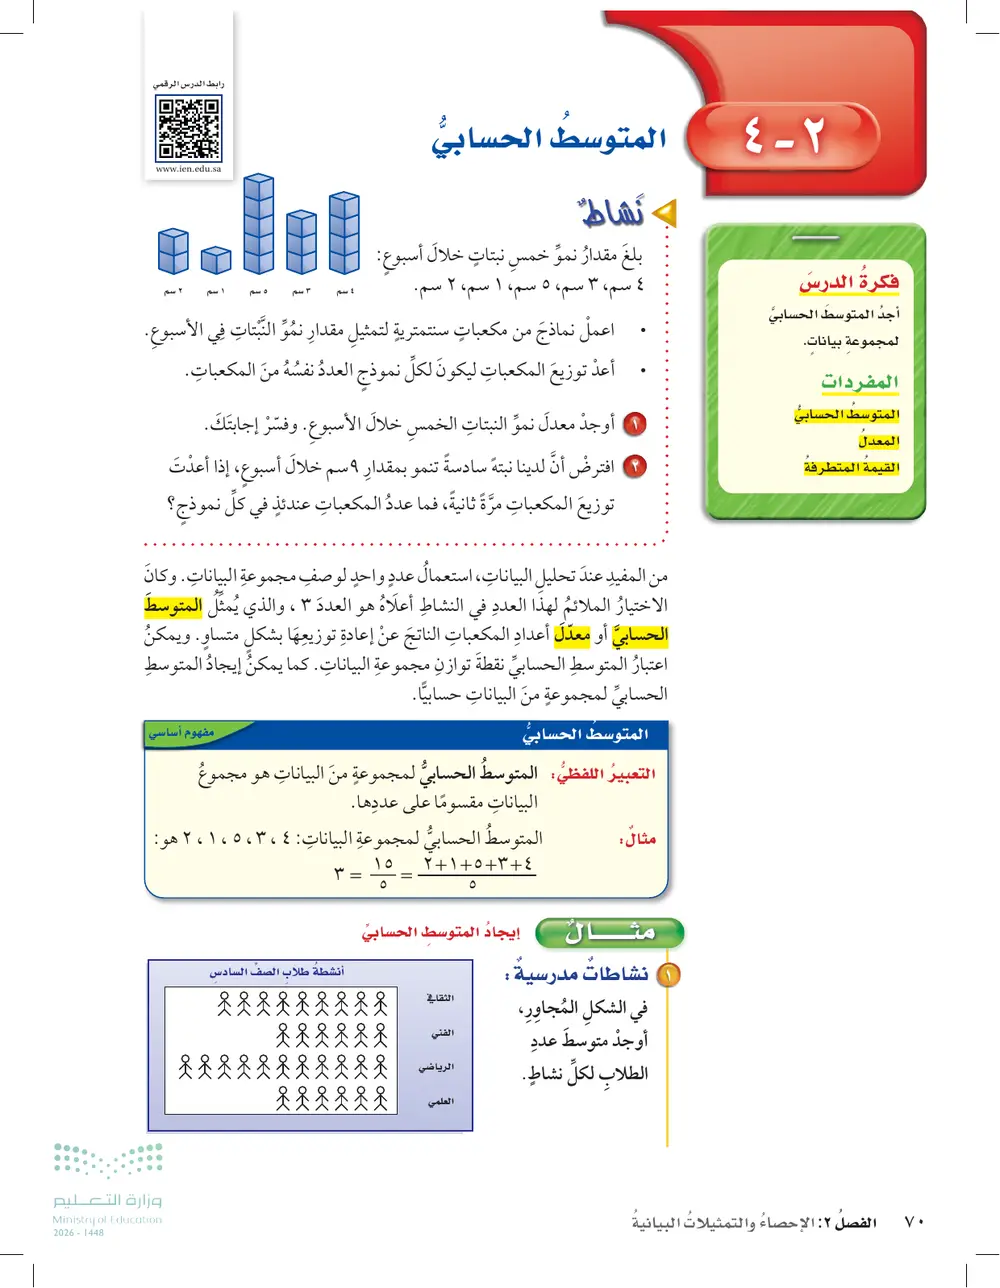 رابط الدرس الرقمي
www.ien.edu.sa
٢ - ٤
المتوسطُ الحسابيُّ
نَشاطٌ
بلغَ مقدارُ نموِّ خمسِ نبتاتٍ خلالَ أسبوعٍ:
٤ سم، ٣ سم، ٥ سم، ١ سم، ٢ سم.
٤ سم ٣ سم ٥ سم ١ سم ٢ سم
• اعملْ نماذجَ من مكعباتٍ سنتمتريةٍ لتمثيلِ مقدارِ نمُوِّ النَّبْتاتِ فِي الأسبوعِ.
• أعدْ توزيعَ المكعباتِ ليكونَ لكلِّ نموذجٍ العددُ نفسُهُ منَ المكعباتِ.
١ أوجدْ معدلَ نموِّ النبتاتِ الخمسِ خلالَ الأسبوعِ. وفسّرْ إجابتَكَ.
٢ افترضْ أنَّ لدينا نبتةً سادسةً تنمو بمقدارِ ٩سم خلالَ أسبوعٍ، إذا أعدْتَ
توزيعَ المكعباتِ مرَّةً ثانيةً، فما عددُ المكعباتِ عندئذٍ في كلِّ نموذجٍ؟
فكرةُ الدرسَ
أجدُ المتوسطَ الحسابيَّ
لمجموعةِ بياناتٍ.
المفردات
المتوسطُ الحسابيُّ
المعدلُ
القيمةُ المتطرفةُ
من المفيدِ عندَ تحليلِ البياناتِ، استعمالُ عددٍ واحدٍ لوصفِ مجموعةِ البياناتِ. وكانَ
الاختيارُ الملائمُ لهذا العددِ في النشاطِ أعلَاهُ هو العددَ ٣ ، والذي يُمثِّلُ المتوسطَ
الحسابيَّ أو معدّلَ أعدادِ المكعباتِ الناتجَ عنْ إعادةِ توزيعِهَا بشكلٍ متساوٍ. ويمكنُ
اعتبارُ المتوسطِ الحسابيِّ نقطةَ توازنِ مجموعةِ البياناتِ. كما يمكنُ إيجادُ المتوسطِ
الحسابيِّ لمجموعةٍ منَ البياناتِ حسابيًّا.
المتوسطُ الحسابيُّ
مفهوم أساسي
التعبيرُ اللفظيُّ: المتوسطُ الحسابيُّ لمجموعةٍ منَ البياناتِ هو مجموعُ
البياناتِ مقسومًا على عددِها.
مثالٌ: المتوسطُ الحسابيُّ لمجموعةِ البياناتِ: ٤ ، ٣ ، ٥ ، ١ ، ٢ هو:
٤+٣+٥+١+٢ / ٥ = ١٥ / ٥ = ٣
مثـــالٌ
إيجادُ المتوسطِ الحسابيِّ
١ نشاطاتٌ مدرسيةٌ:
في الشكلِ المُجاوِرِ،
أوجدْ متوسطَ عددِ
الطلابِ لكلِّ نشاطٍ.
أنشطةُ طلابِ الصفِّ السادسِ
الثقافي
الفني
الرياضي
العلمي
وزارة التعـــليم
Ministry of Education
2026 - 1448
٧٠ الفصلُ ٢: الإحصاءُ والتمثيلاتُ البيانيةُ